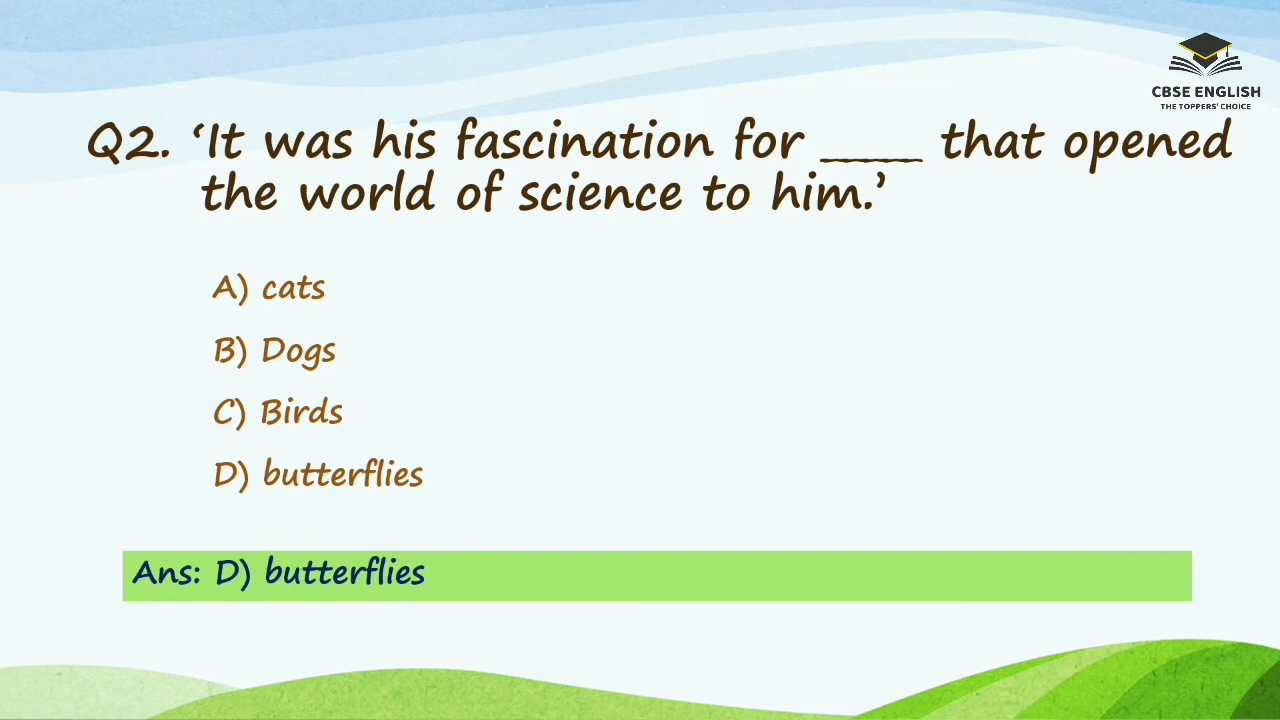 CBSE ENGLISH
THE TOPPERS' CHOICE
Q2. ‘It was his fascination for _____ that opened
the world of science to him.’
A) cats
B) Dogs
C) Birds
D) butterflies
Ans: D) butterflies